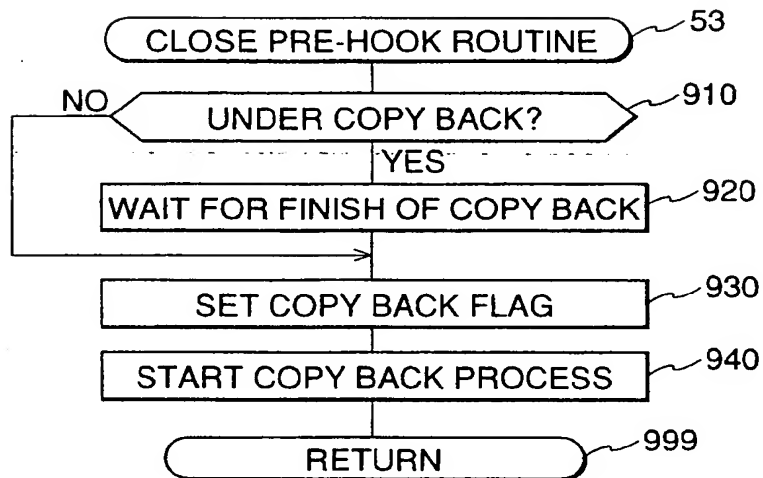 CLOSE PRE-HOOK ROUTINE
53
NO
UNDER COPY BACK?
910
YES
WAIT FOR FINISH OF COPY BACK
920
SET COPY BACK FLAG
930
START COPY BACK PROCESS
940
RETURN
999